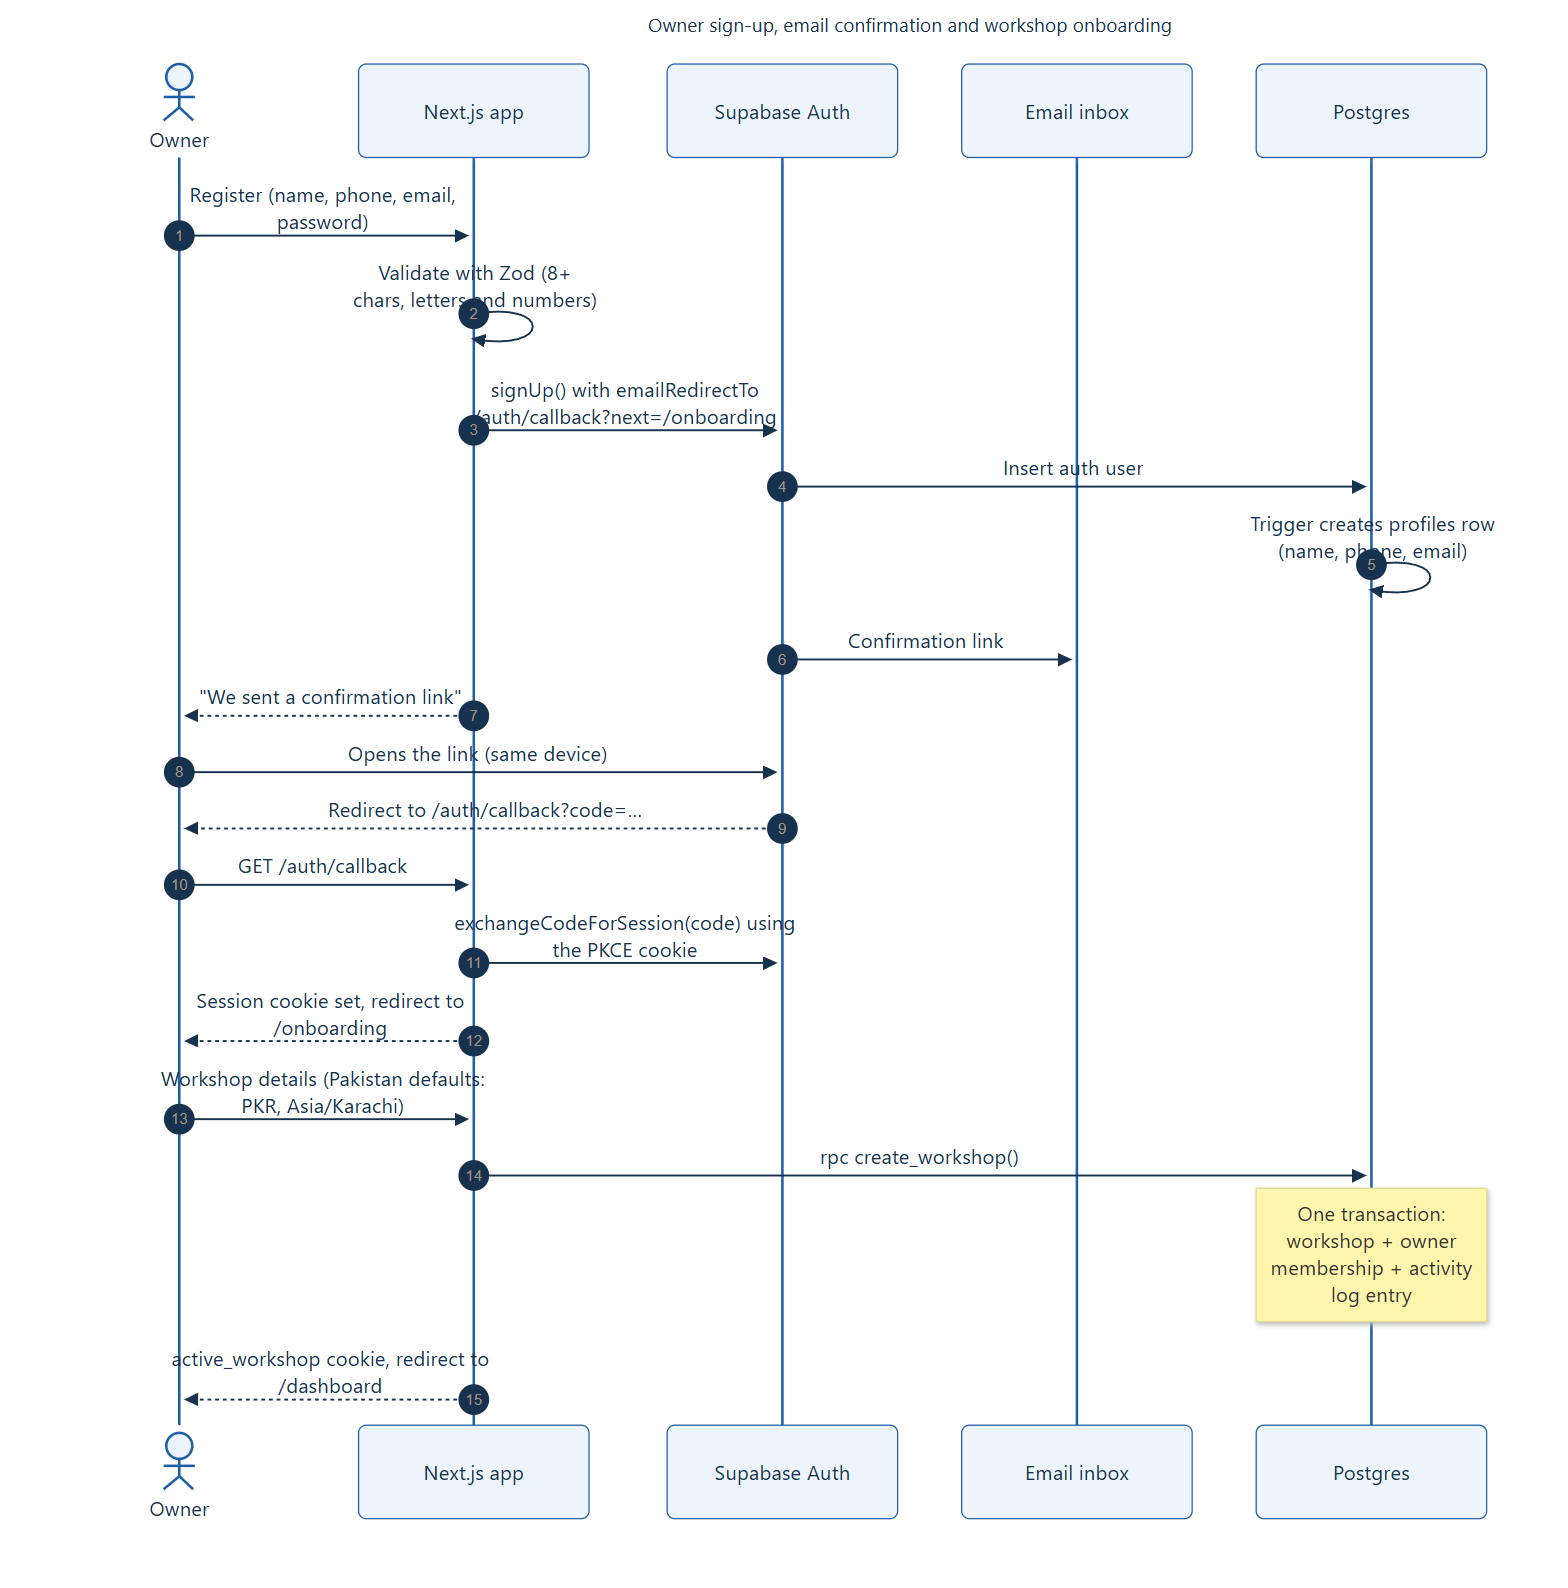 Owner sign-up, email confirmation and workshop onboarding
Owner
Next.js app
Supabase Auth
Email inbox
Postgres
Register (name, phone, email,
password)
1
Validate with Zod (8+
chars, letters and numbers)
2
signUp() with emailRedirectTo
/auth/callback?next=/onboarding
3
Insert auth user
4
Trigger creates profiles row
(name, phone, email)
5
Confirmation link
6
"We sent a confirmation link"
7
Opens the link (same device)
8
Redirect to /auth/callback?code=...
9
GET /auth/callback
10
exchangeCodeForSession(code) using
the PKCE cookie
11
Session cookie set, redirect to
/onboarding
12
Workshop details (Pakistan defaults:
PKR, Asia/Karachi)
13
rpc create_workshop()
14
One transaction:
workshop + owner
membership + activity
log entry
active_workshop cookie, redirect to
/dashboard
15
Owner
Next.js app
Supabase Auth
Email inbox
Postgres